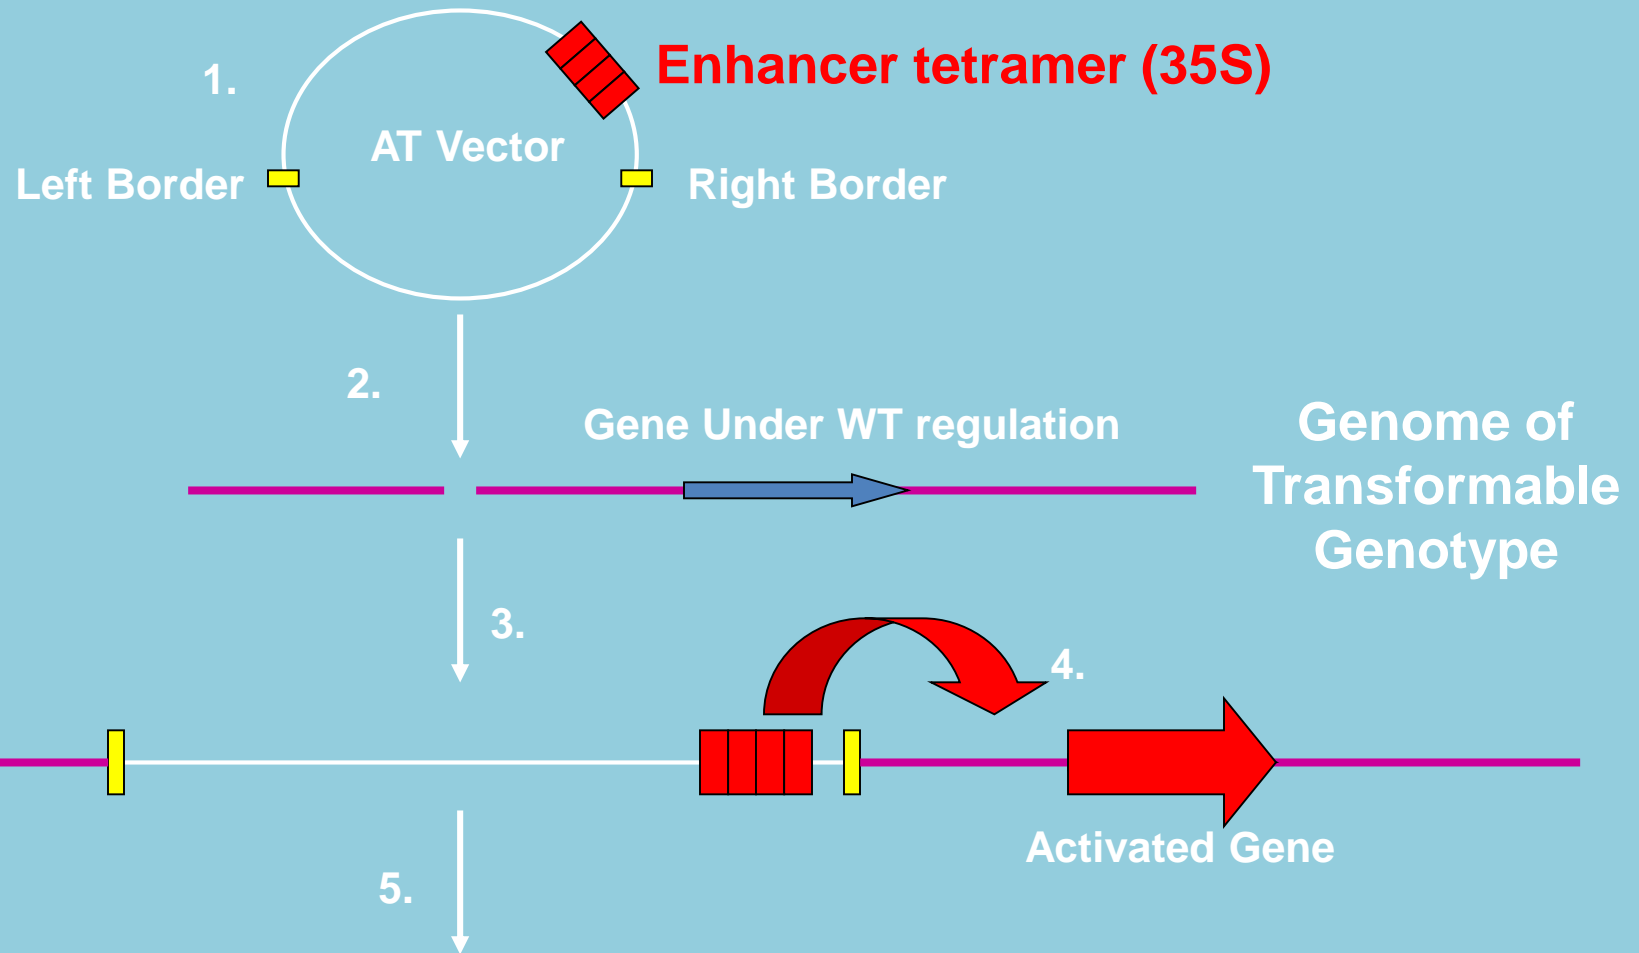 1.
Enhancer tetramer (35S)
AT Vector
Left Border
Right Border
2.
Gene Under WT regulation
Genome of
Transformable
Genotype
3.
4.
Activated Gene
5.